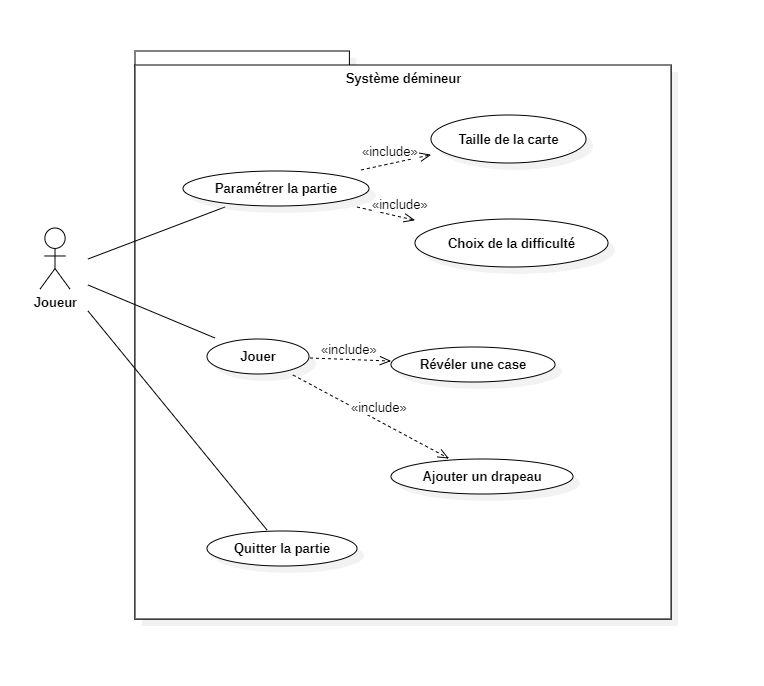 Système démineur
Taille de la carte
«include»
Paramétrer la partie
«include»
Choix de la difficulté
Joueur
«include»
Jouer
Révéler une case
«include»
Ajouter un drapeau
Quitter la partie